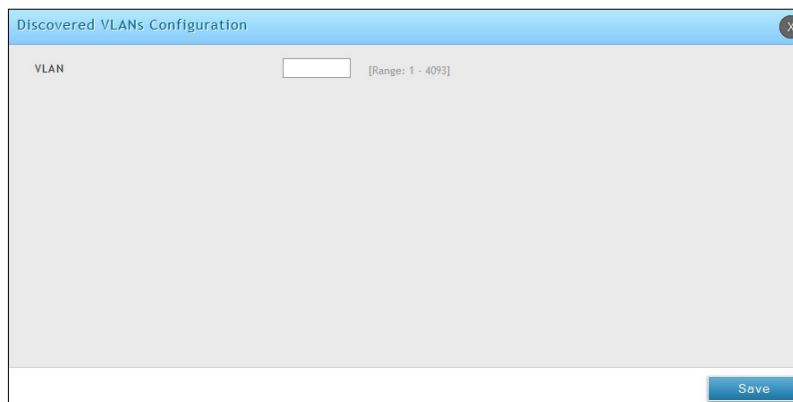 Discovered VLANs Configuration
X
VLAN [Range: 1 - 4093]
Save